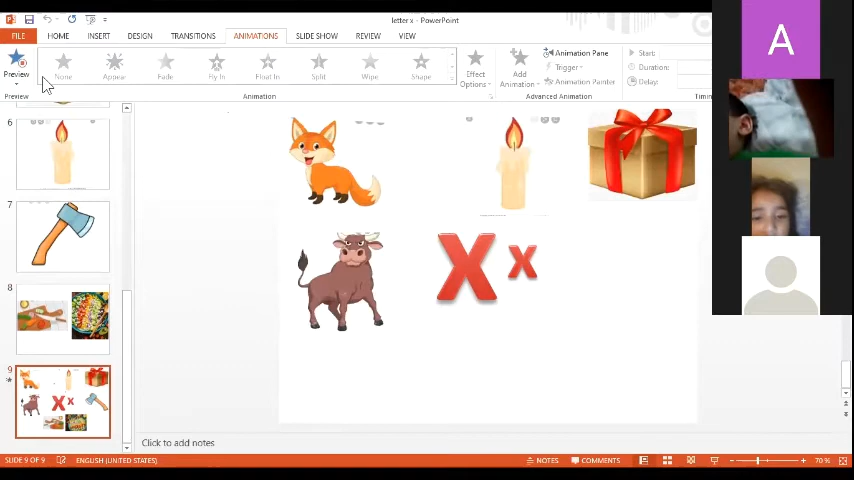 letter x - PowerPoint
FILE HOME INSERT DESIGN TRANSITIONS ANIMATIONS SLIDE SHOW REVIEW VIEW
Preview None Appear Fade Fly In Float In Split Wipe Shape Effect Options Add Animation Animation Pane Trigger Animation Painter Start: Duration: Delay:
Preview Animation Advanced Animation Timin
6
7
8
9
X x
X x
A
Click to add notes
SLIDE 9 OF 9 ENGLISH (UNITED STATES) NOTES COMMENTS 70 %